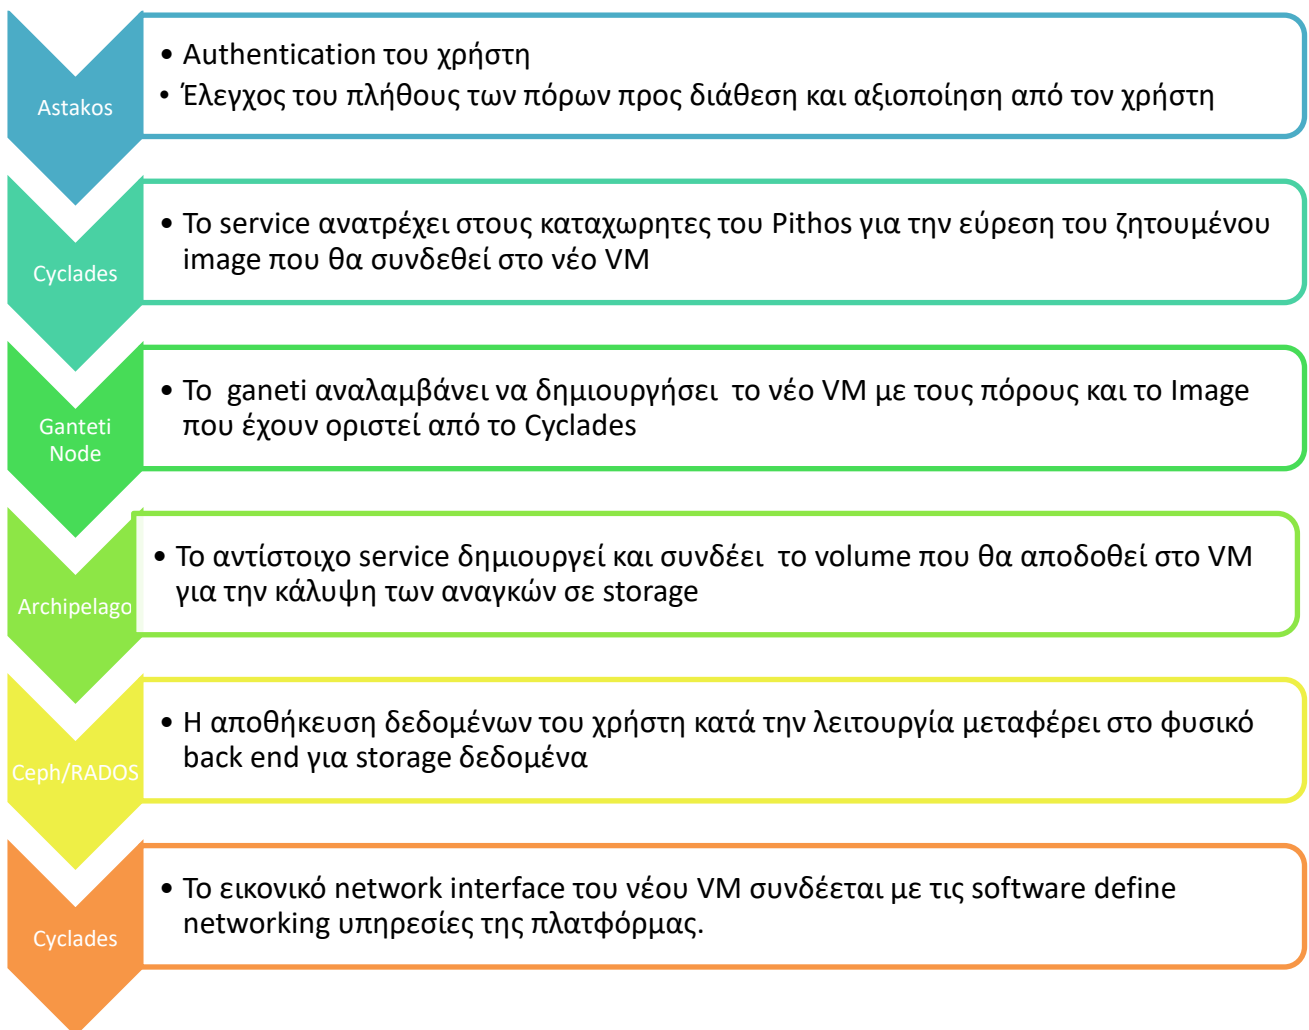 Astakos
• Authentication του χρήστη
• Έλεγχος του πλήθους των πόρων προς διάθεση και αξιοποίηση από τον χρήστη
Cyclades
• Το service ανατρέχει στους καταχωρητες του Pithos για την εύρεση του ζητουμένου
image που θα συνδεθεί στο νέο VM
Ganteti
Node
• Το ganeti αναλαμβάνει να δημιουργήσει το νέο VM με τους πόρους και το Image
που έχουν οριστεί από το Cyclades
Archipelago
• Το αντίστοιχο service δημιουργεί και συνδέει το volume που θα αποδοθεί στο VM
για την κάλυψη των αναγκών σε storage
Ceph/RADOS
• Η αποθήκευση δεδομένων του χρήστη κατά την λειτουργία μεταφέρει στο φυσικό
back end για storage δεδομένα
Cyclades
• Το εικονικό network interface του νέου VM συνδέεται με τις software define
networking υπηρεσίες της πλατφόρμας.